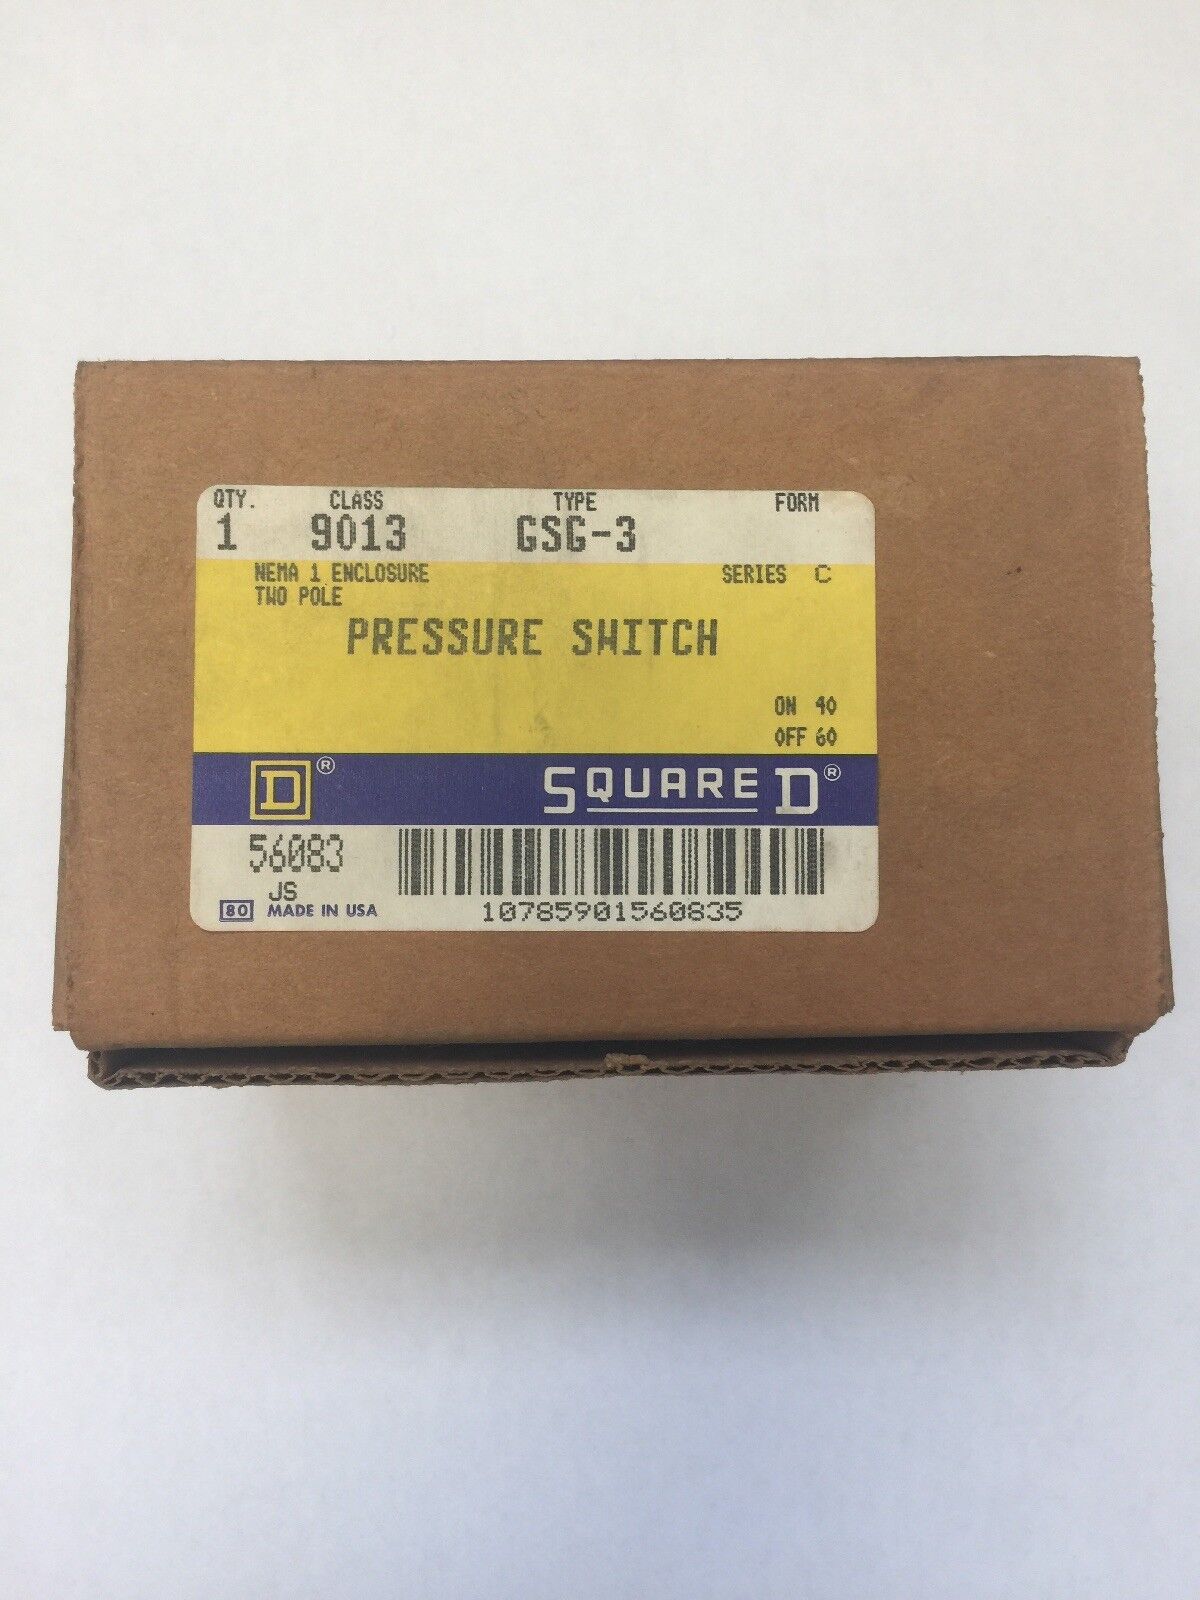 QTY. CLASS TYPE FORM
1 9013 GSG-3
NEMA 1 ENCLOSURE SERIES C
TWO POLE
PRESSURE SWITCH
ON 40
OFF 60
D® SQUARE D®
56083
JS
80 MADE IN USA
10785901560835